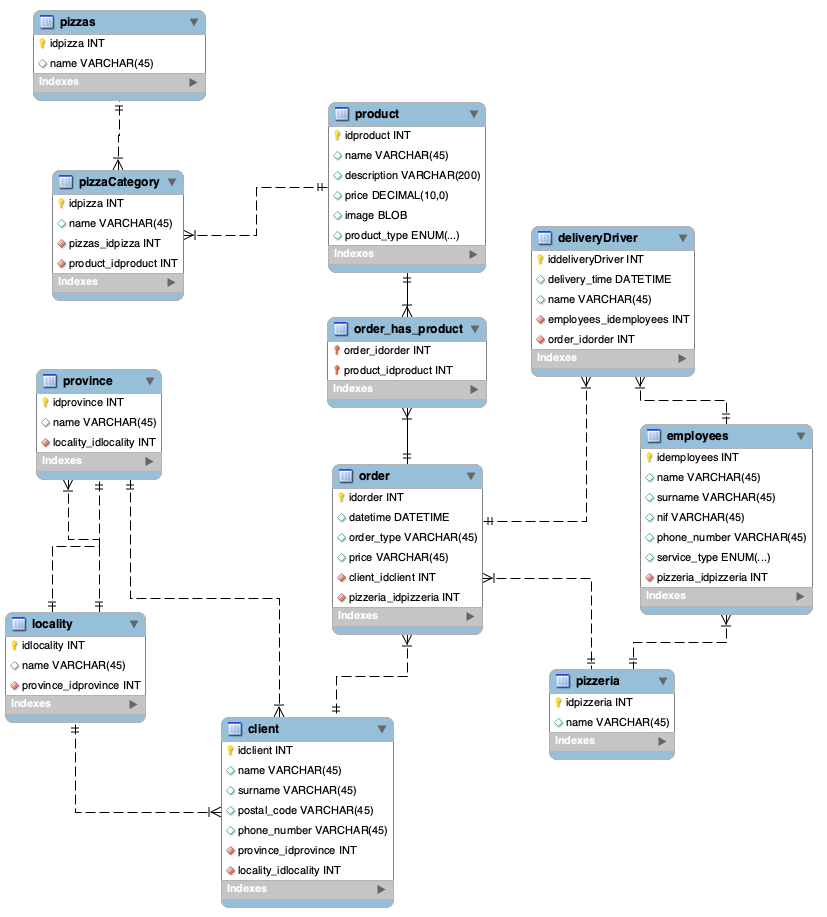 pizzas
idpizza INT
name VARCHAR(45)
Indexes
product
idproduct INT
name VARCHAR(45)
description VARCHAR(200)
price DECIMAL(10,0)
image BLOB
product_type ENUM(...)
Indexes
pizzaCategory
idpizza INT
name VARCHAR(45)
pizzas_idpizza INT
product_idproduct INT
Indexes
deliveryDriver
iddeliveryDriver INT
delivery_time DATETIME
name VARCHAR(45)
employees_idemployees INT
order_idorder INT
Indexes
order_has_product
order_idorder INT
product_idproduct INT
Indexes
province
idprovince INT
name VARCHAR(45)
locality_idlocality INT
Indexes
employees
idemployees INT
name VARCHAR(45)
surname VARCHAR(45)
nif VARCHAR(45)
phone_number VARCHAR(45)
service_type ENUM(...)
pizzeria_idpizzeria INT
Indexes
order
idorder INT
datetime DATETIME
order_type VARCHAR(45)
price VARCHAR(45)
client_idclient INT
pizzeria_idpizzeria INT
Indexes
locality
idlocality INT
name VARCHAR(45)
province_idprovince INT
Indexes
pizzeria
idpizzeria INT
name VARCHAR(45)
Indexes
client
idclient INT
name VARCHAR(45)
surname VARCHAR(45)
postal_code VARCHAR(45)
phone_number VARCHAR(45)
province_idprovince INT
locality_idlocality INT
Indexes